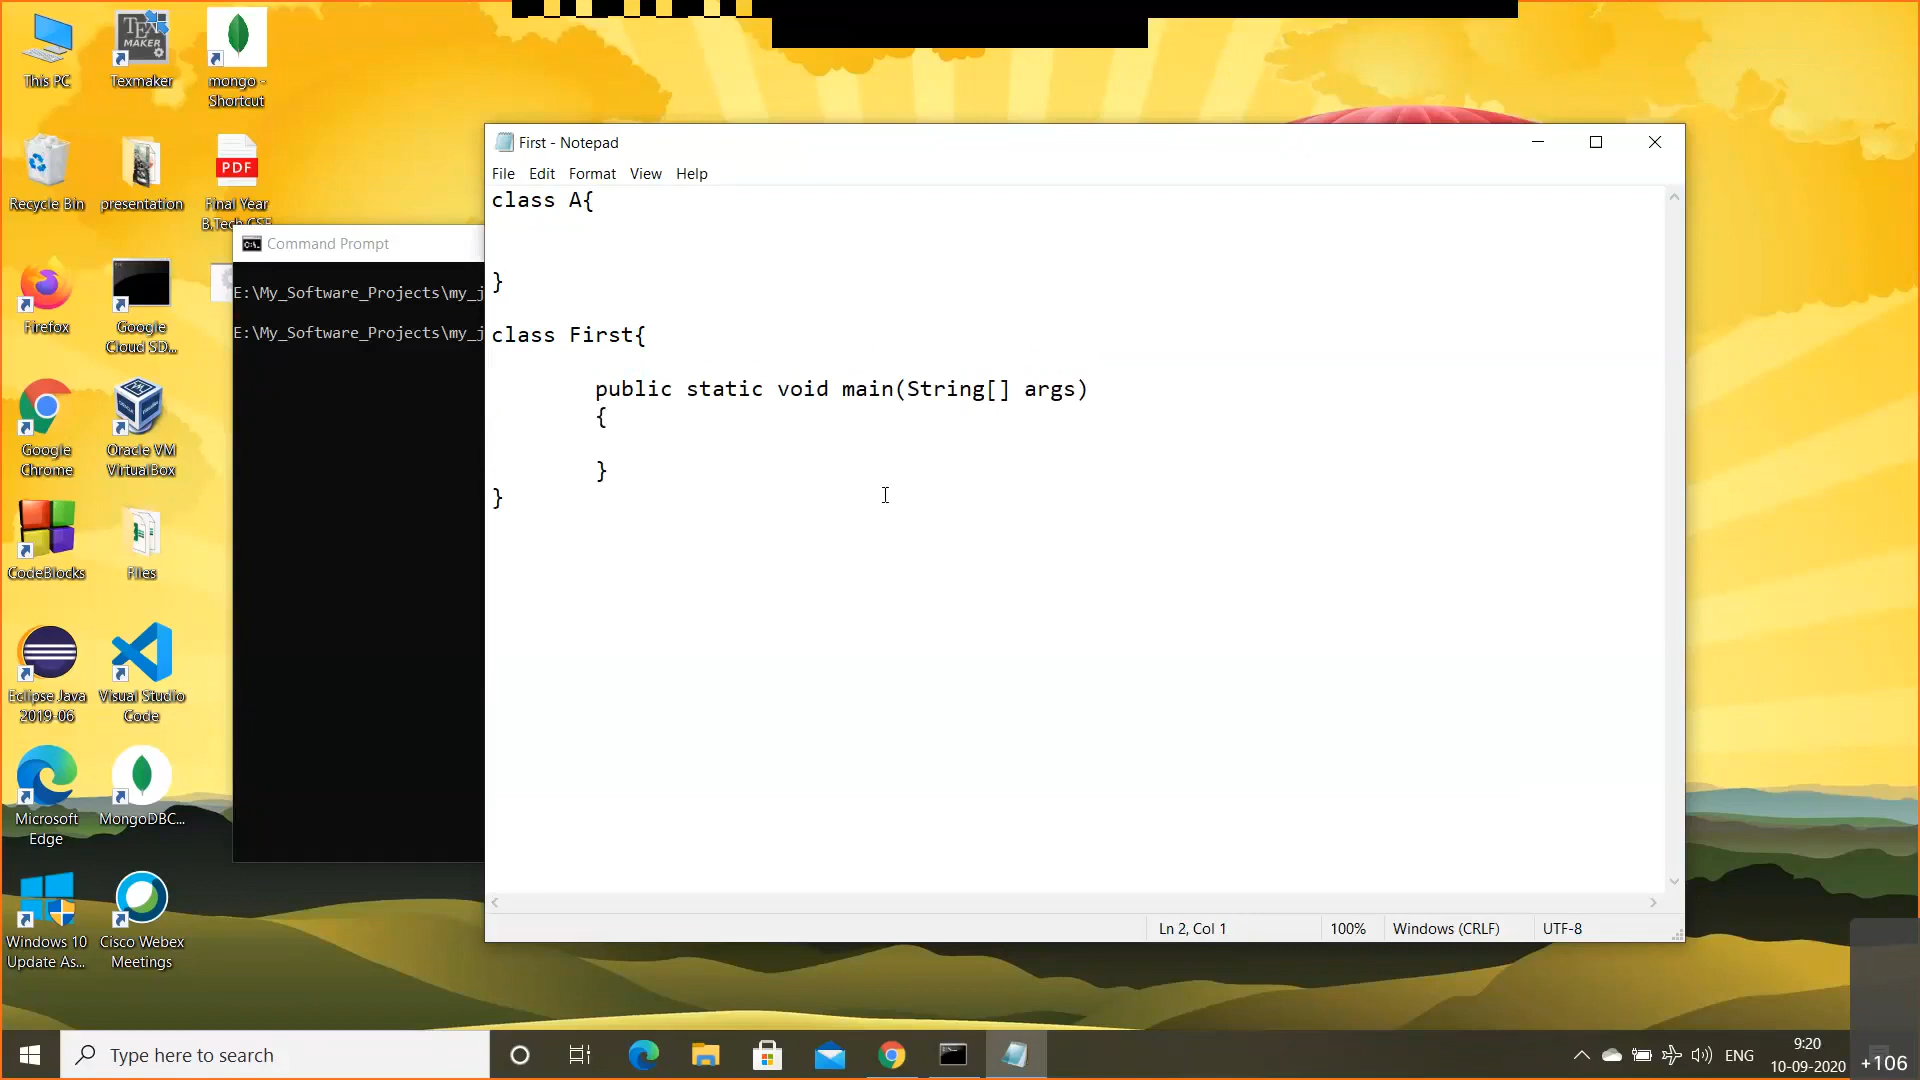 This PC
Texmaker
mongo -
Shortcut
Recycle Bin
presentation
PDF
Final Year
B.Tech CSE
Firefox
Google
Cloud SD...
Google
Chrome
Oracle VM
VirtualBox
CodeBlocks
Files
Eclipse Java
2019-06
Visual Studio
Code
Microsoft
Edge
MongoDBC...
Windows 10
Update As...
Cisco Webex
Meetings
TEX
MAKER
Command Prompt
E:\My_Software_Projects\my_j
E:\My_Software_Projects\my_j
First - Notepad
File Edit Format View Help
class A{
}
class First{
public static void main(String[] args)
{
}
}
Ln 2, Col 1
100%
Windows (CRLF)
UTF-8
Type here to search
ENG
9:20
10-09-2020
+106